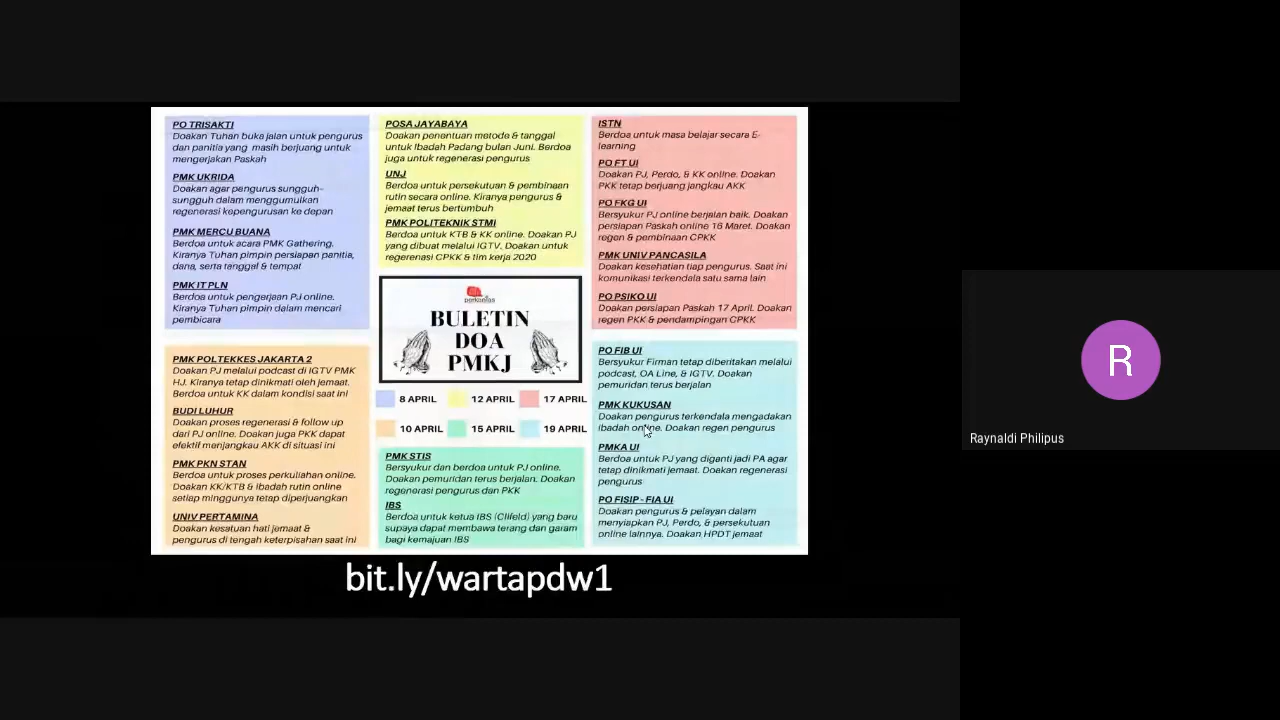 PO TRISAKTI
Doakan Tuhan buka jalan untuk pengurus
dan panitia yang masih berjuang untuk
mengerjakan Paskah
PMK UKRIDA
Doakan agar pengurus sungguh-
sungguh dalam menggumulkan
regenerasi kepengurusan ke depan
PMK MERCU BUANA
Berdoa untuk acara PMK Gathering.
Kiranya Tuhan pimpin persiapan panitia,
dana, serta tanggal & tempat
PMK IT PLN
Berdoa untuk pengerjaan PJ online.
Kiranya Tuhan pimpin dalam mencari
pembicara
PMK POLTEKKES JAKARTA 2
Doakan PJ melalui podcast di IGTV PMK
HJ. Kiranya tetap dinikmati oleh jemaat.
Berdoa untuk KK dalam kondisi saat ini
BUDI LUHUR
Doakan proses regenerasi & follow up
dari PJ online. Doakan juga PKK dapat
efektif menjangkau AKK di situasi ini
PMK PKN STAN
Berdoa untuk proses perkuliahan online.
Doakan KK/KTB & ibadah rutin online
setiap minggunya tetap diperjuangkan
UNIV PERTAMINA
Doakan kesatuan hati jemaat &
pengurus di tengah keterpisahan saat ini
POSA JAYABAYA
Doakan penentuan metode & tanggal
untuk Ibadah Padang bulan Juni. Berdoa
juga untuk regenerasi pengurus
UNJ
Berdoa untuk persekutuan & pembinaan
rutin secara online. Kiranya pengurus &
jemaat terus bertumbuh
PMK POLITEKNIK STMI
Berdoa untuk KTB & KK online. Doakan PJ
yang dibuat melalui IGTV. Doakan untuk
regerenasi CPKK & tim kerja 2020
perkantas
BULETIN
DOA
PMKJ
8 APRIL 12 APRIL 17 APRIL
10 APRIL 15 APRIL 19 APRIL
PMK STIS
Bersyukur dan berdoa untuk PJ online.
Doakan pemuridan terus berjalan. Doakan
regenerasi pengurus dan PKK
IBS
Berdoa untuk ketua IBS (Clifeld) yang baru
supaya dapat membawa terang dan garam
bagi kemajuan IBS
ISTN
Berdoa untuk masa belajar secara E-
learning
PO FT UI
Doakan PJ, Perdo, & KK online. Doakan
PKK tetap berjuang jangkau AKK
PO FKG UI
Bersyukur PJ online berjalan baik. Doakan
persiapan Paskah online 16 Maret. Doakan
regen & pembinaan CPKK
PMK UNIV PANCASILA
Doakan kesehatan tiap pengurus. Saat ini
komunikasi terkendala satu sama lain
PO PSIKO UI
Doakan persiapan Paskah 17 April. Doakan
regen PKK & pendampingan CPKK
PO FIB UI
Bersyukur Firman tetap diberitakan melalui
podcast, OA Line, & IGTV. Doakan
pemuridan terus berjalan
PMK KUKUSAN
Doakan pengurus terkendala mengadakan
ibadah online. Doakan regen pengurus
PMKA UI
Berdoa untuk PJ yang diganti jadi PA agar
tetap dinikmati jemaat. Doakan regenerasi
pengurus
PO FISIP - FIA UI
Doakan pengurus & pelayan dalam
menyiapkan PJ, Perdo, & persekutuan
online lainnya. Doakan HPDT jemaat
bit.ly/wartapdw1
R
Raynaldi Philipus